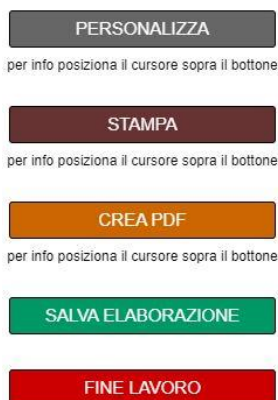 PERSONALIZZA
per info posiziona il cursore sopra il bottone
STAMPA
per info posiziona il cursore sopra il bottone
CREA PDF
per info posiziona il cursore sopra il bottone
SALVA ELABORAZIONE
FINE LAVORO